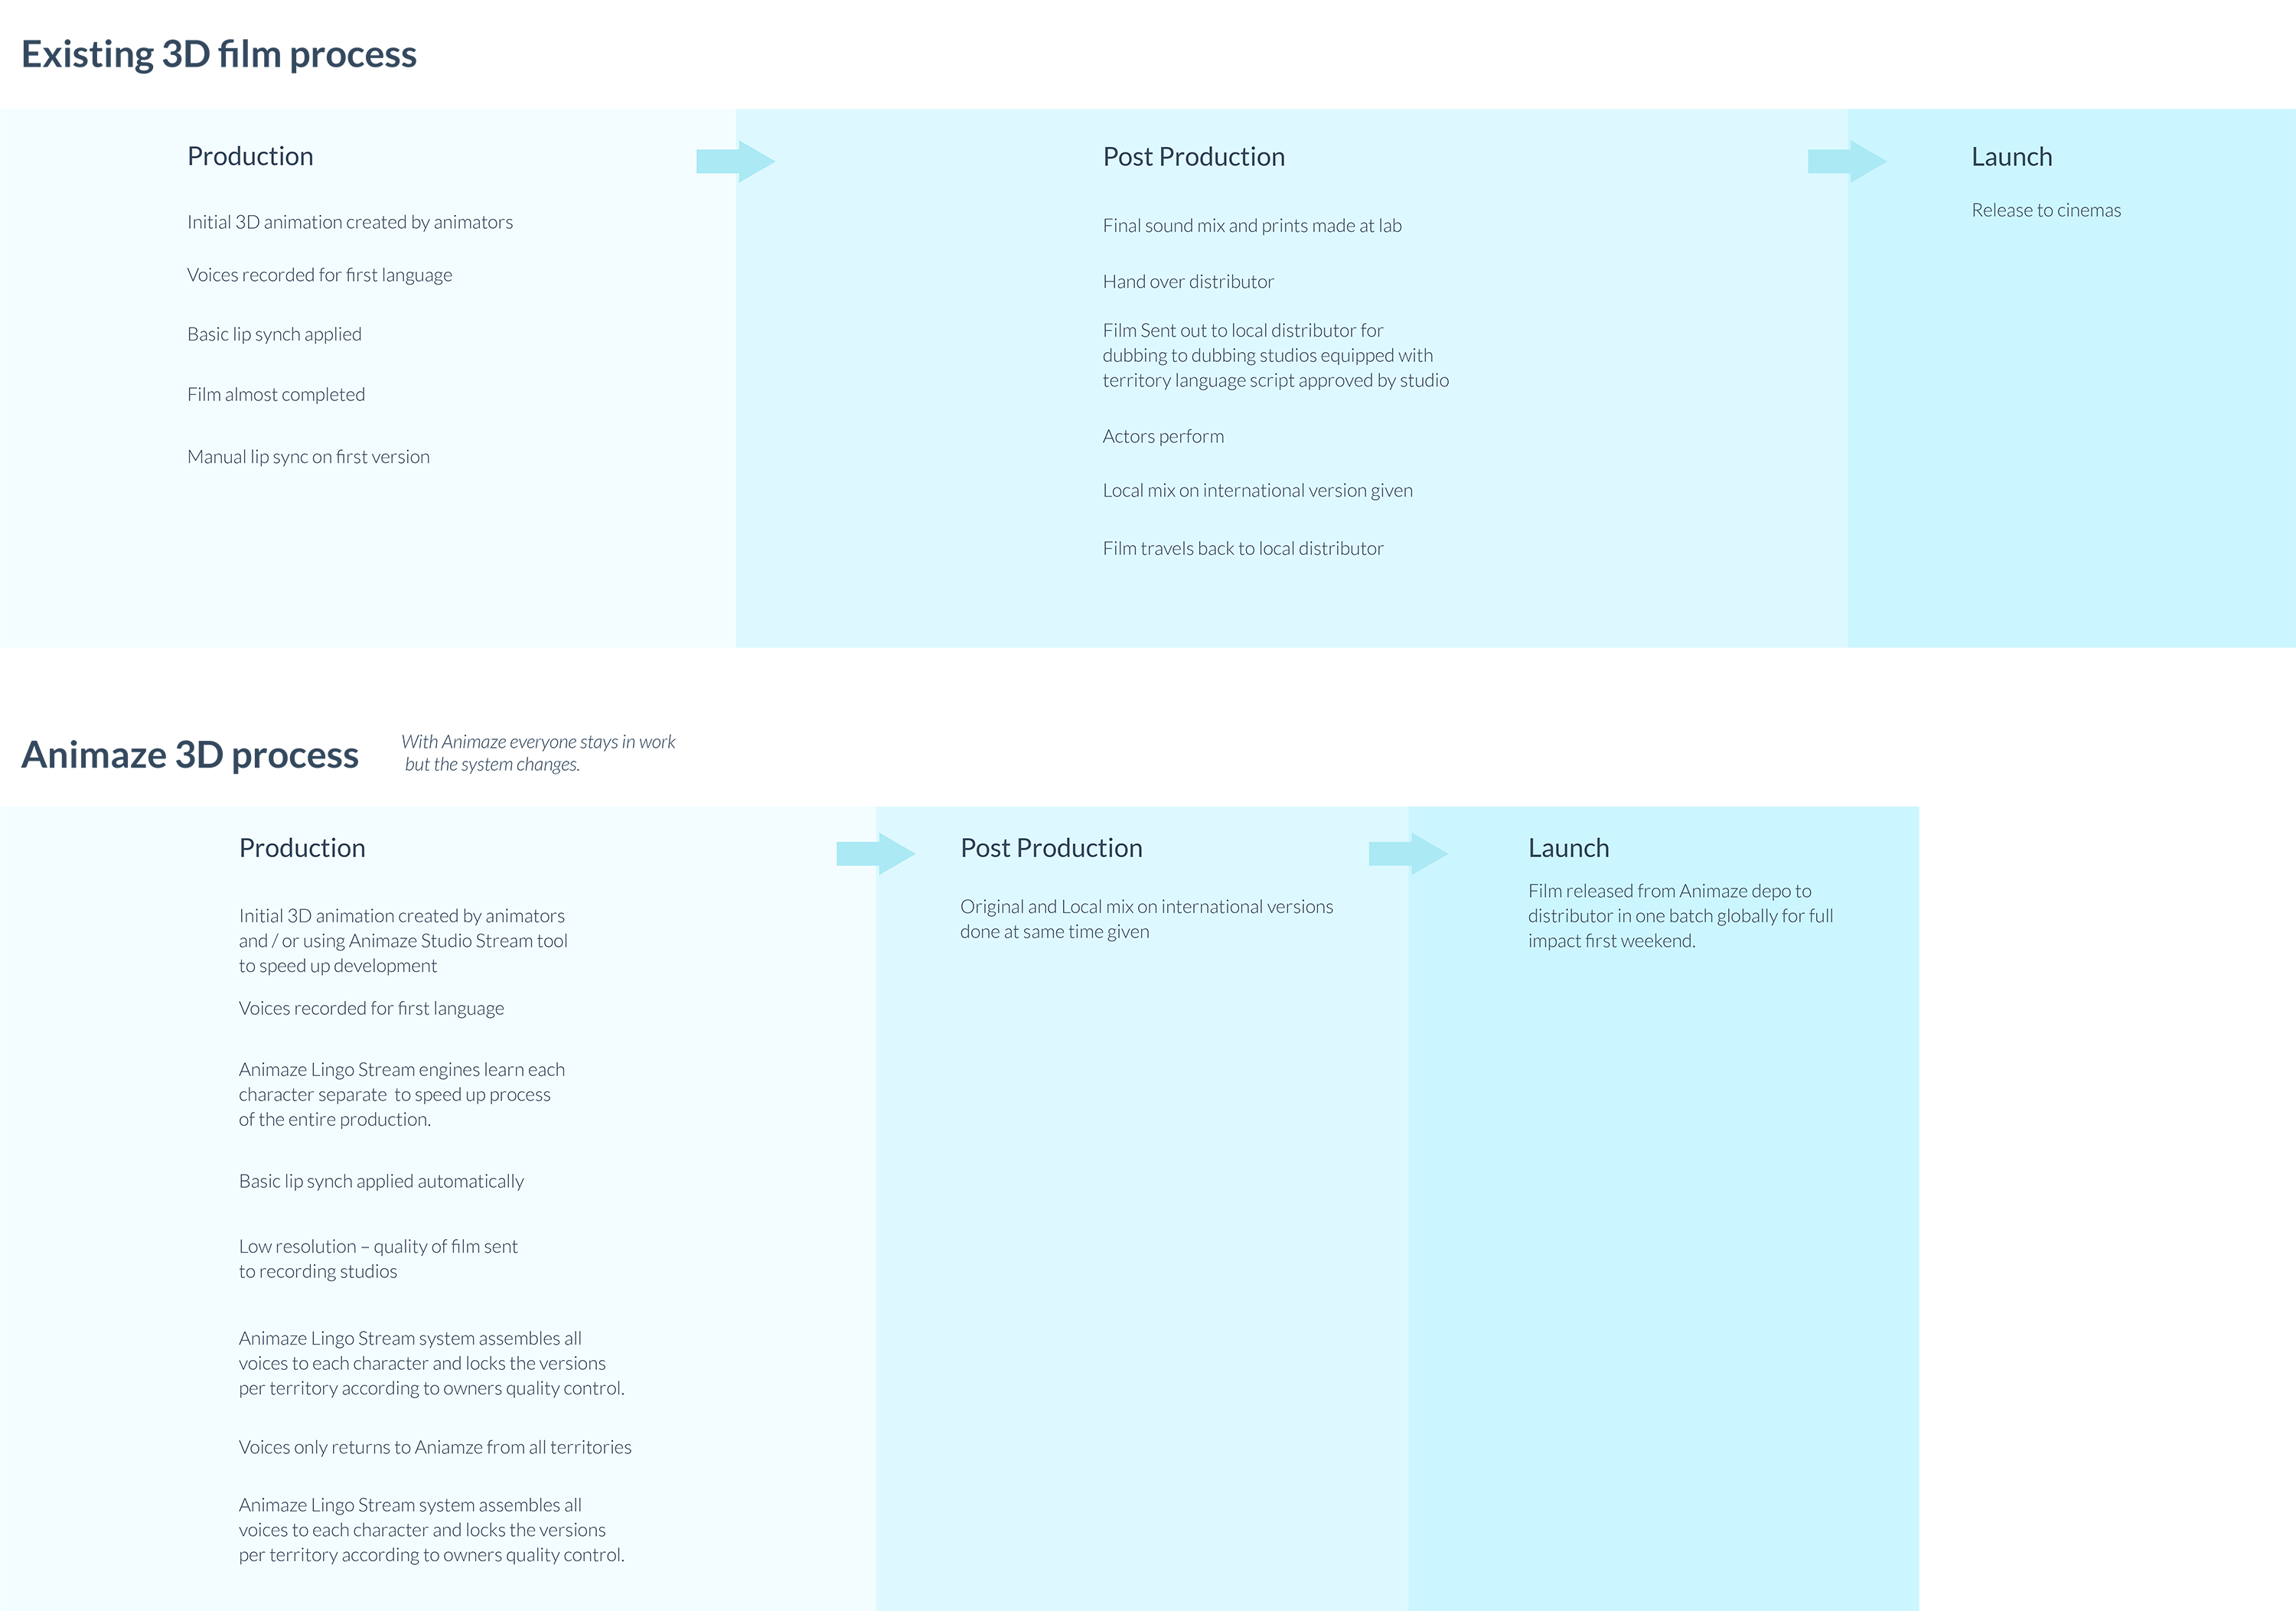 Existing 3D film process
Production
Initial 3D animation created by animators
Voices recorded for first language
Basic lip synch applied
Film almost completed
Manual lip sync on first version
Post Production
Final sound mix and prints made at lab
Hand over distributor
Film Sent out to local distributor for
dubbing to dubbing studios equipped with
territory language script approved by studio
Actors perform
Local mix on international version given
Film travels back to local distributor
Launch
Release to cinemas
Animaze 3D process
With Animaze everyone stays in work
but the system changes.
Production
Initial 3D animation created by animators
and / or using Animaze Studio Stream tool
to speed up development
Voices recorded for first language
Animaze Lingo Stream engines learn each
character separate  to speed up process
of the entire production.
Basic lip synch applied automatically
Low resolution – quality of film sent
to recording studios
Animaze Lingo Stream system assembles all
voices to each character and locks the versions
per territory according to owners quality control.
Voices only returns to Aniamze from all territories
Animaze Lingo Stream system assembles all
voices to each character and locks the versions
per territory according to owners quality control.
Post Production
Original and Local mix on international versions
done at same time given
Launch
Film released from Animaze depo to
distributor in one batch globally for full
impact first weekend.